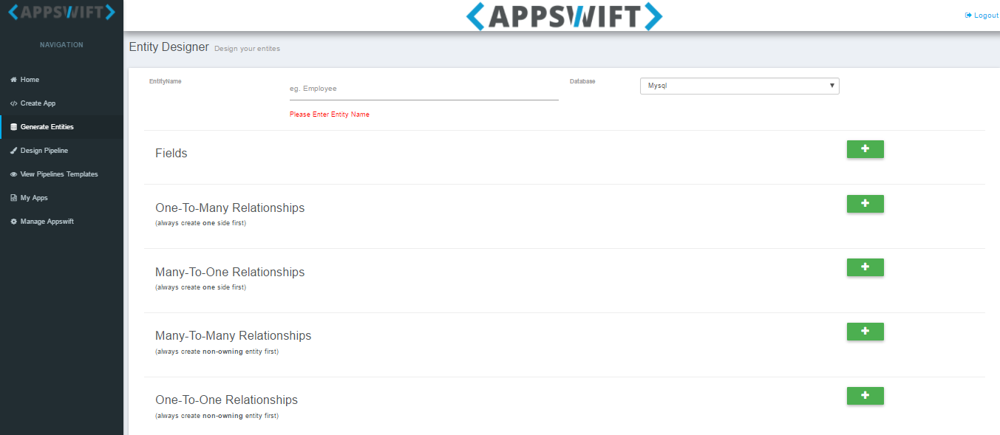 APPSWIFT
NAVIGATION
Home
Create App
Generate Entities
Design Pipeline
View Pipelines Templates
My Apps
Manage Appswift
APPSWIFT
Logout
Entity Designer Design your entites
EntityName
eg. Employee
Please Enter Entity Name
Database
Mysql
Fields
One-To-Many Relationships
(always create one side first)
Many-To-One Relationships
(always create one side first)
Many-To-Many Relationships
(always create non-owning entity first)
One-To-One Relationships
(always create non-owning entity first)